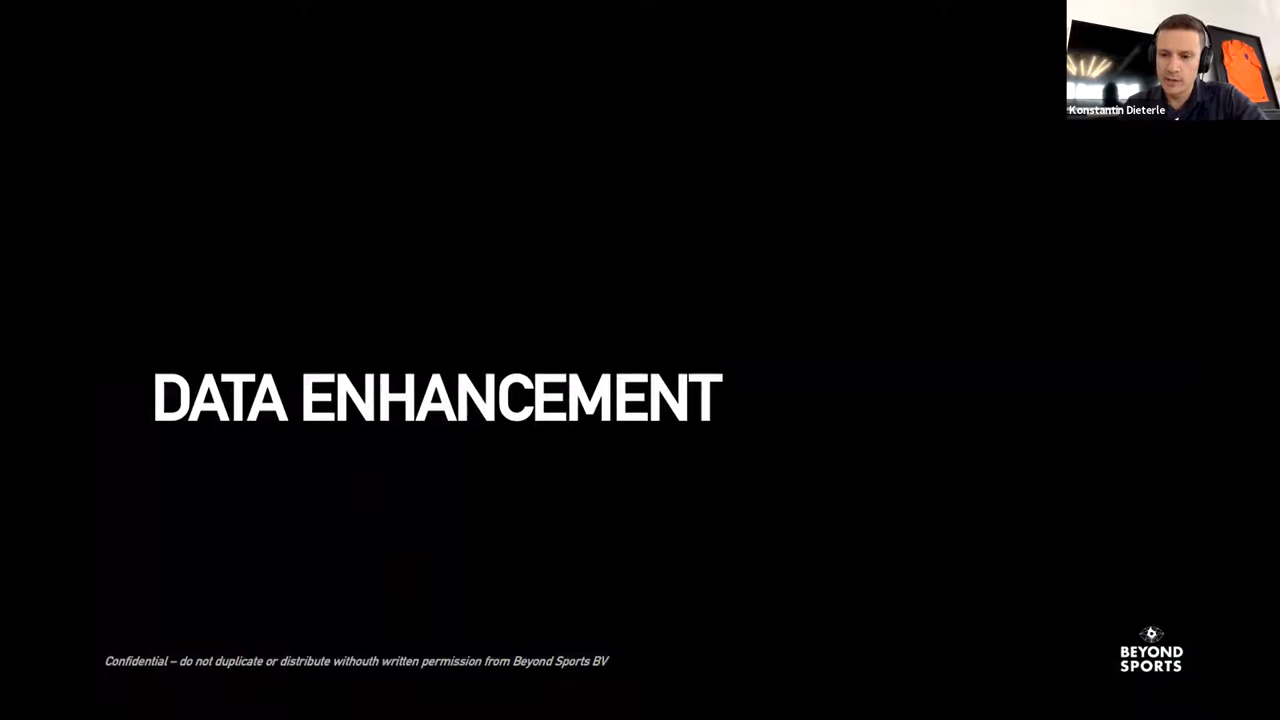 Konstantin Dieterle
DATA ENHANCEMENT
Confidential – do not duplicate or distribute withouth written permission from Beyond Sports BV
BEYOND
SPORTS